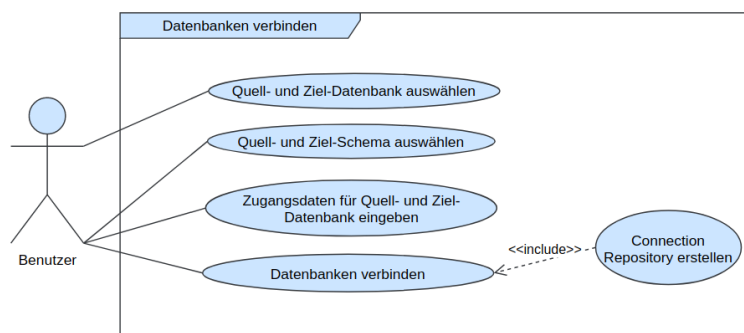 Datenbanken verbinden
Quell- und Ziel-Datenbank auswählen
Quell- und Ziel-Schema auswählen
Zugangsdaten für Quell- und Ziel-
Datenbank eingeben
Benutzer
Datenbanken verbinden
<<include>>
Connection
Repository erstellen